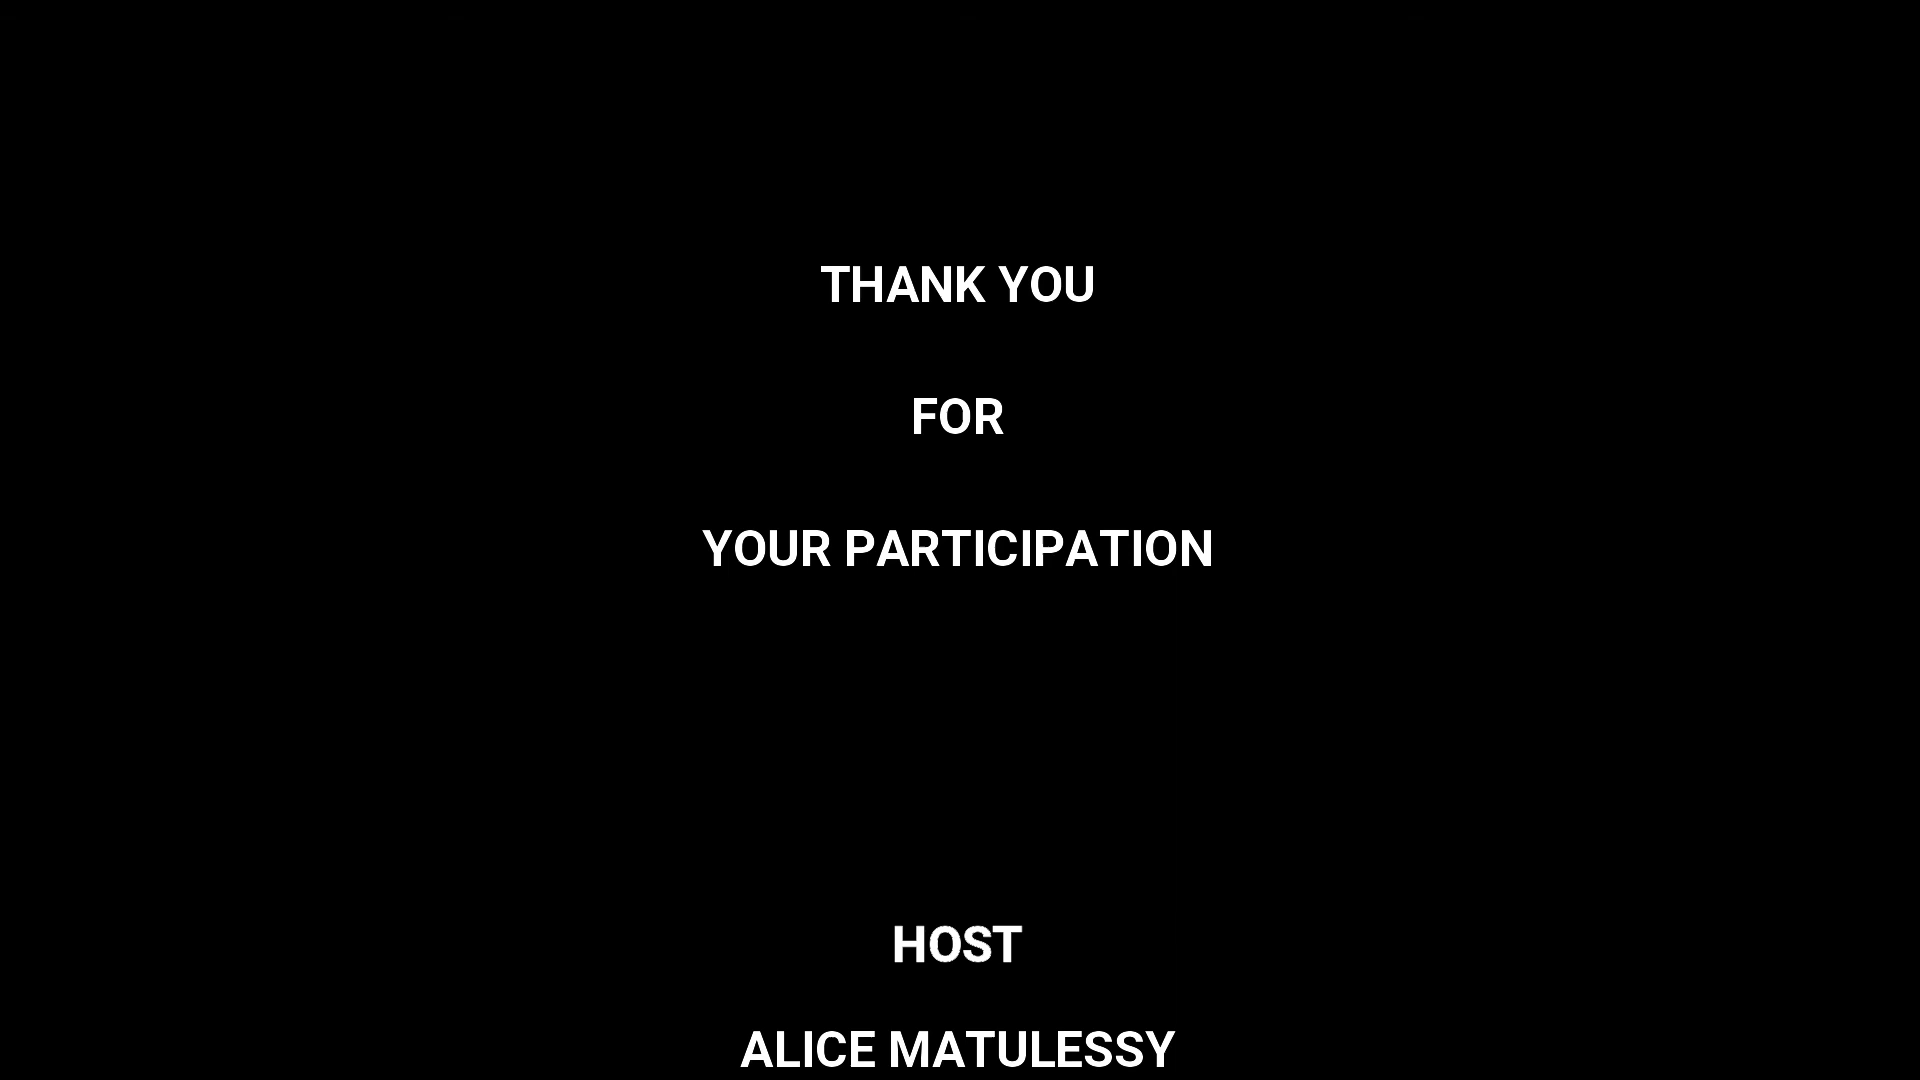 THANK YOU
FOR
YOUR PARTICIPATION
HOST
ALICE MATULESSY